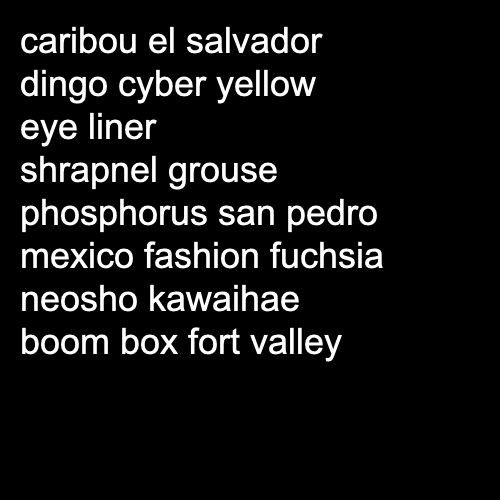 caribou el salvador
dingo cyber yellow
eye liner
shrapnel grouse
phosphorus san pedro
mexico fashion fuchsia
neosho kawaihae
boom box fort valley